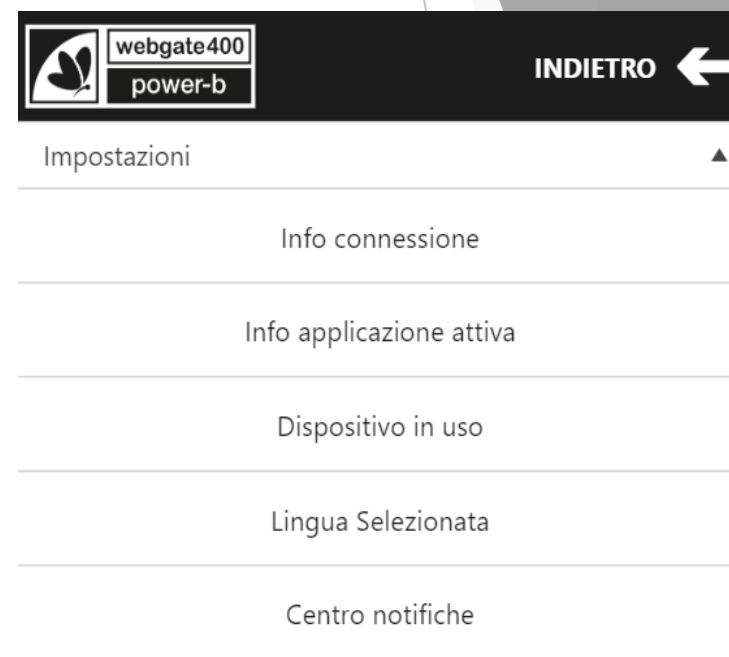 webgate400
power-b
INDIETRO
Impostazioni
Info connessione
Info applicazione attiva
Dispositivo in uso
Lingua Selezionata
Centro notifiche